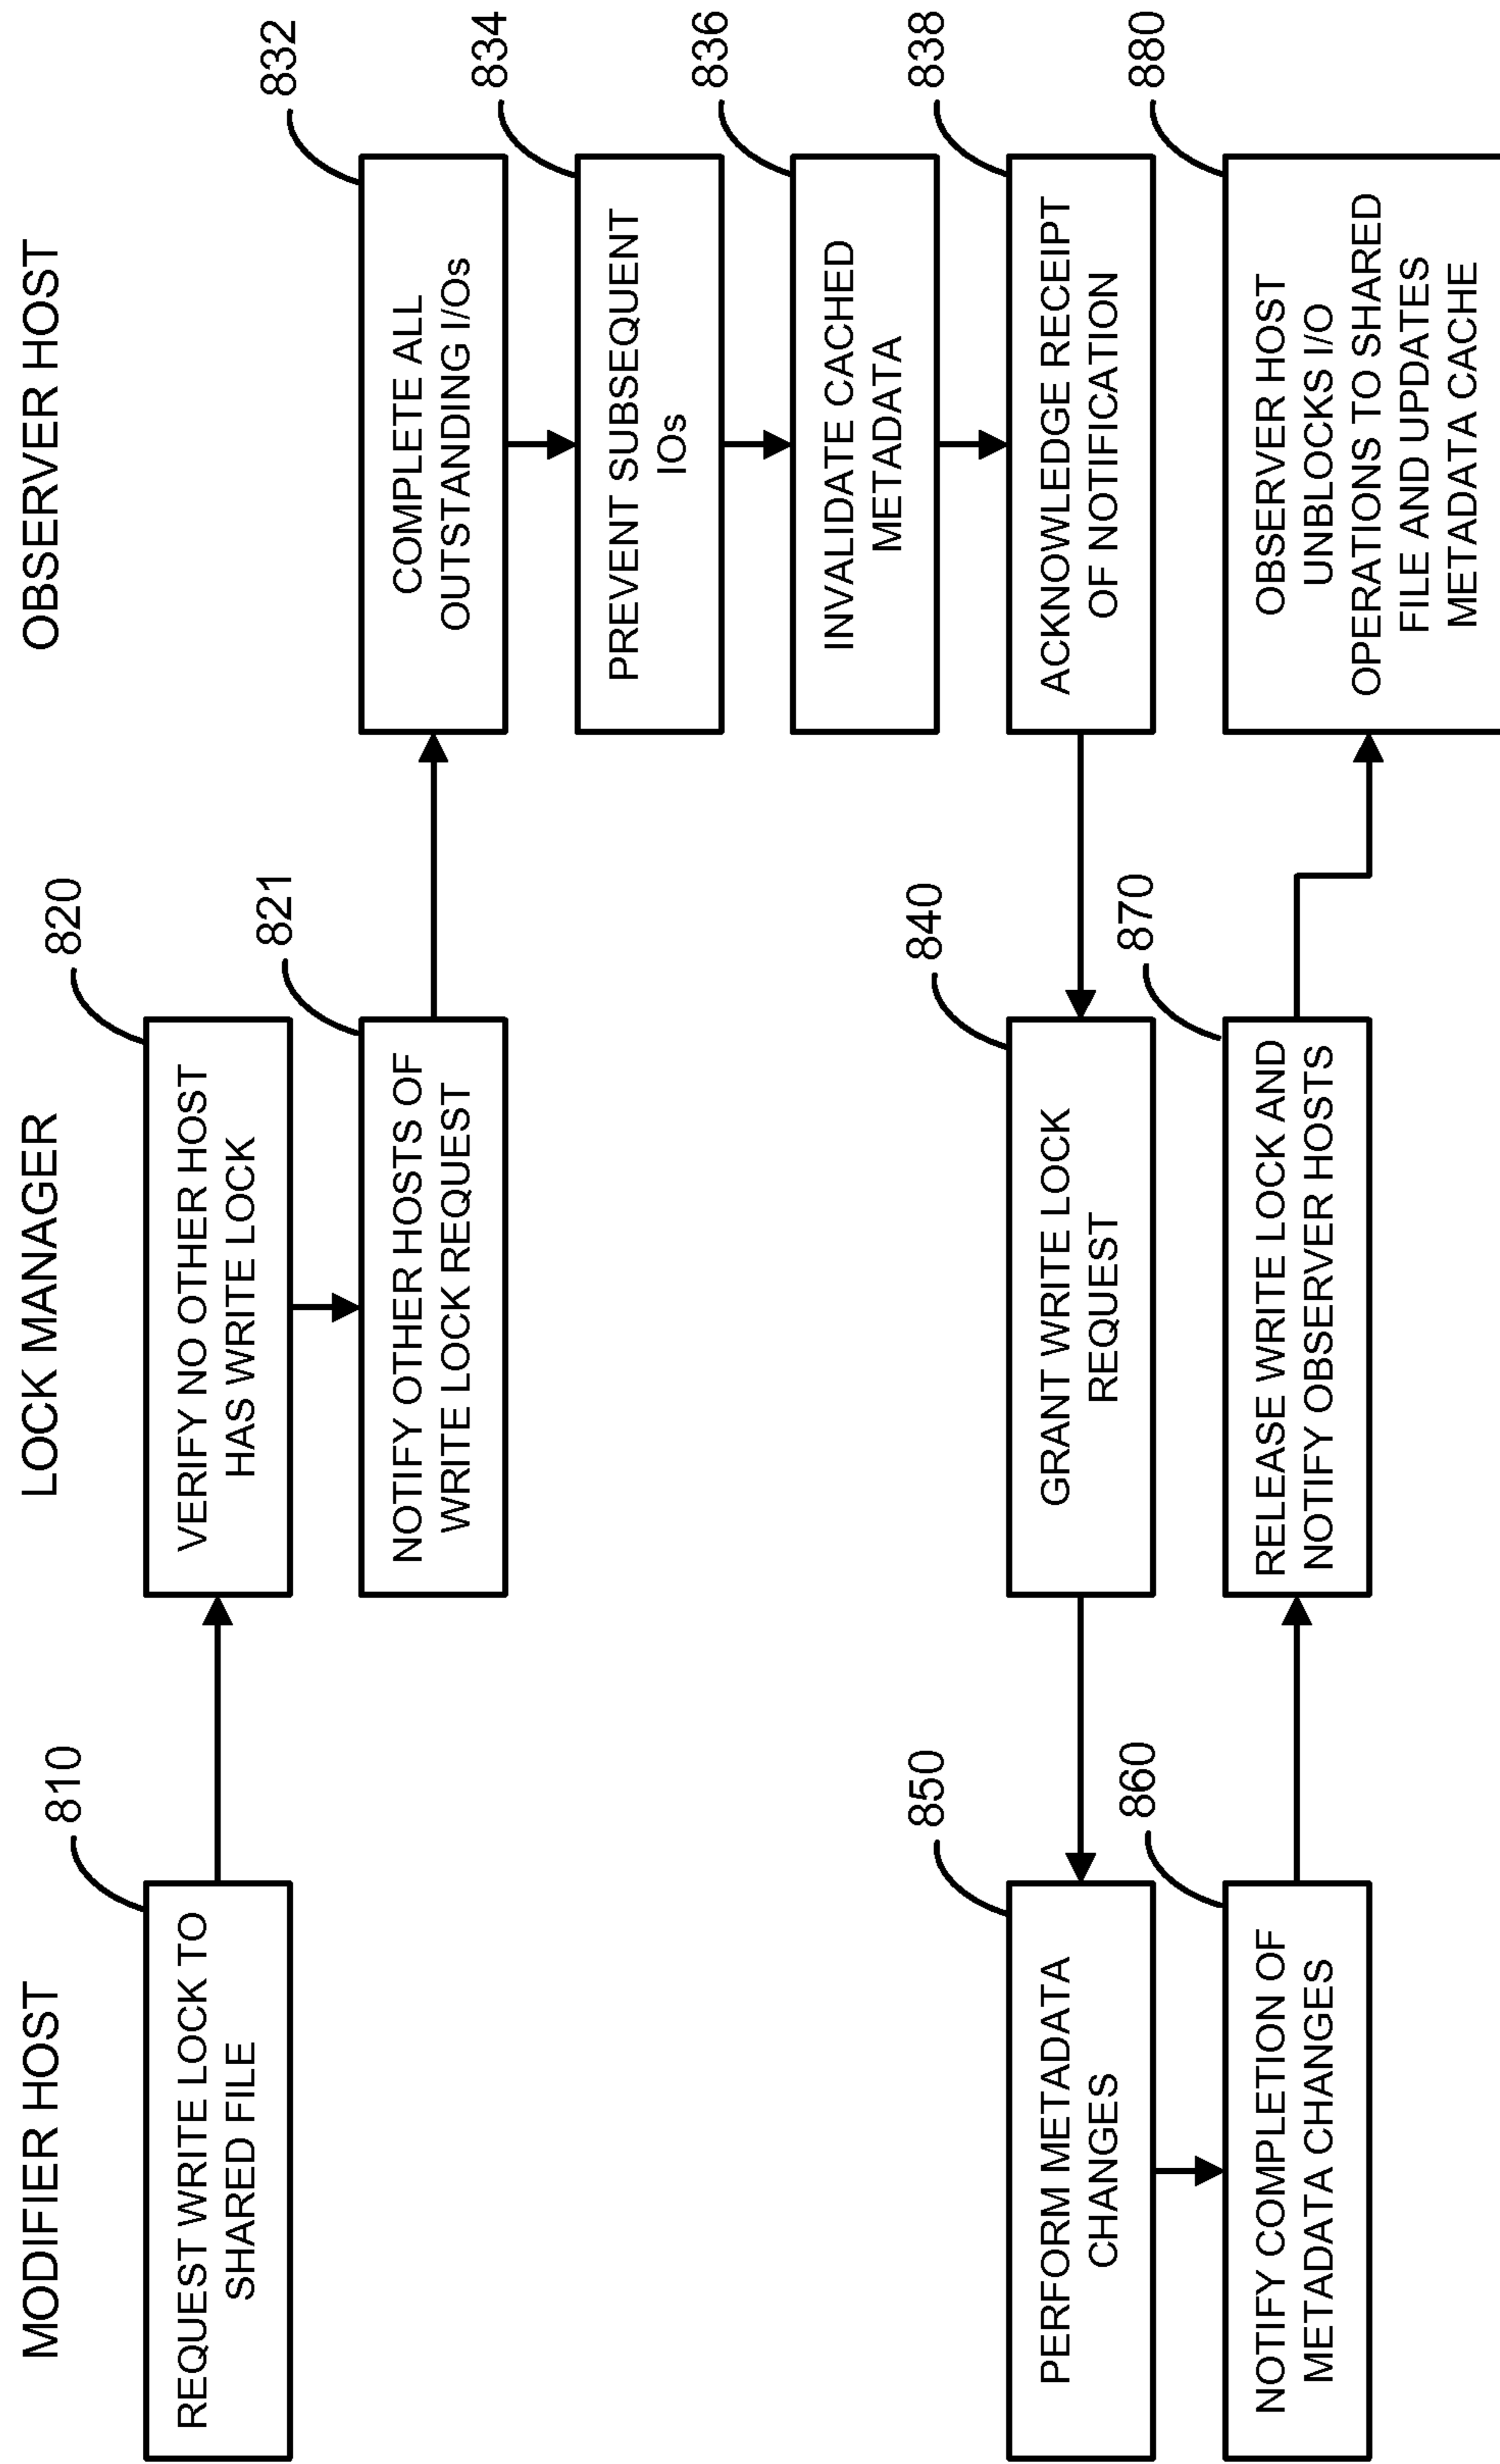 MODIFIER HOST
LOCK MANAGER
OBSERVER HOST
810
REQUEST WRITE LOCK TO
SHARED FILE
820
VERIFY NO OTHER HOST
HAS WRITE LOCK
821
NOTIFY OTHER HOSTS OF
WRITE LOCK REQUEST
832
COMPLETE ALL
OUTSTANDING I/Os
834
PREVENT SUBSEQUENT
IOs
836
INVALIDATE CACHED
METADATA
838
ACKNOWLEDGE RECEIPT
OF NOTIFICATION
840
GRANT WRITE LOCK
REQUEST
850
PERFORM METADATA
CHANGES
860
NOTIFY COMPLETION OF
METADATA CHANGES
870
RELEASE WRITE LOCK AND
NOTIFY OBSERVER HOSTS
880
OBSERVER HOST
UNBLOCKS I/O
OPERATIONS TO SHARED
FILE AND UPDATES
METADATA CACHE